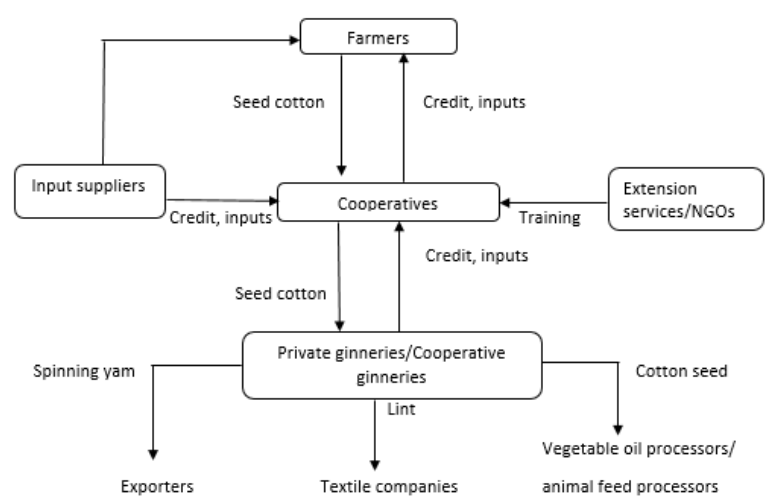 Farmers
Seed cotton
Credit, inputs
Input suppliers
Extension
services/NGOs
Cooperatives
Credit, inputs
Training
Credit, inputs
Seed cotton
Private ginneries/Cooperative
ginneries
Spinning yam
Cotton seed
Lint
Vegetable oil processors/
animal feed processors
Exporters
Textile companies